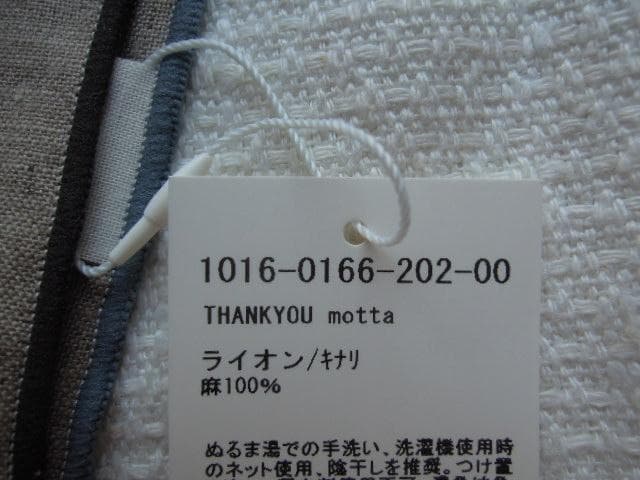 1016-0166-202-00
THANKYOU motta
ライオン/ｷﾅﾘ
麻100%
ぬるま湯での手洗い、洗濯機使用時
のネット使用、陰干しを推奨。つけ置